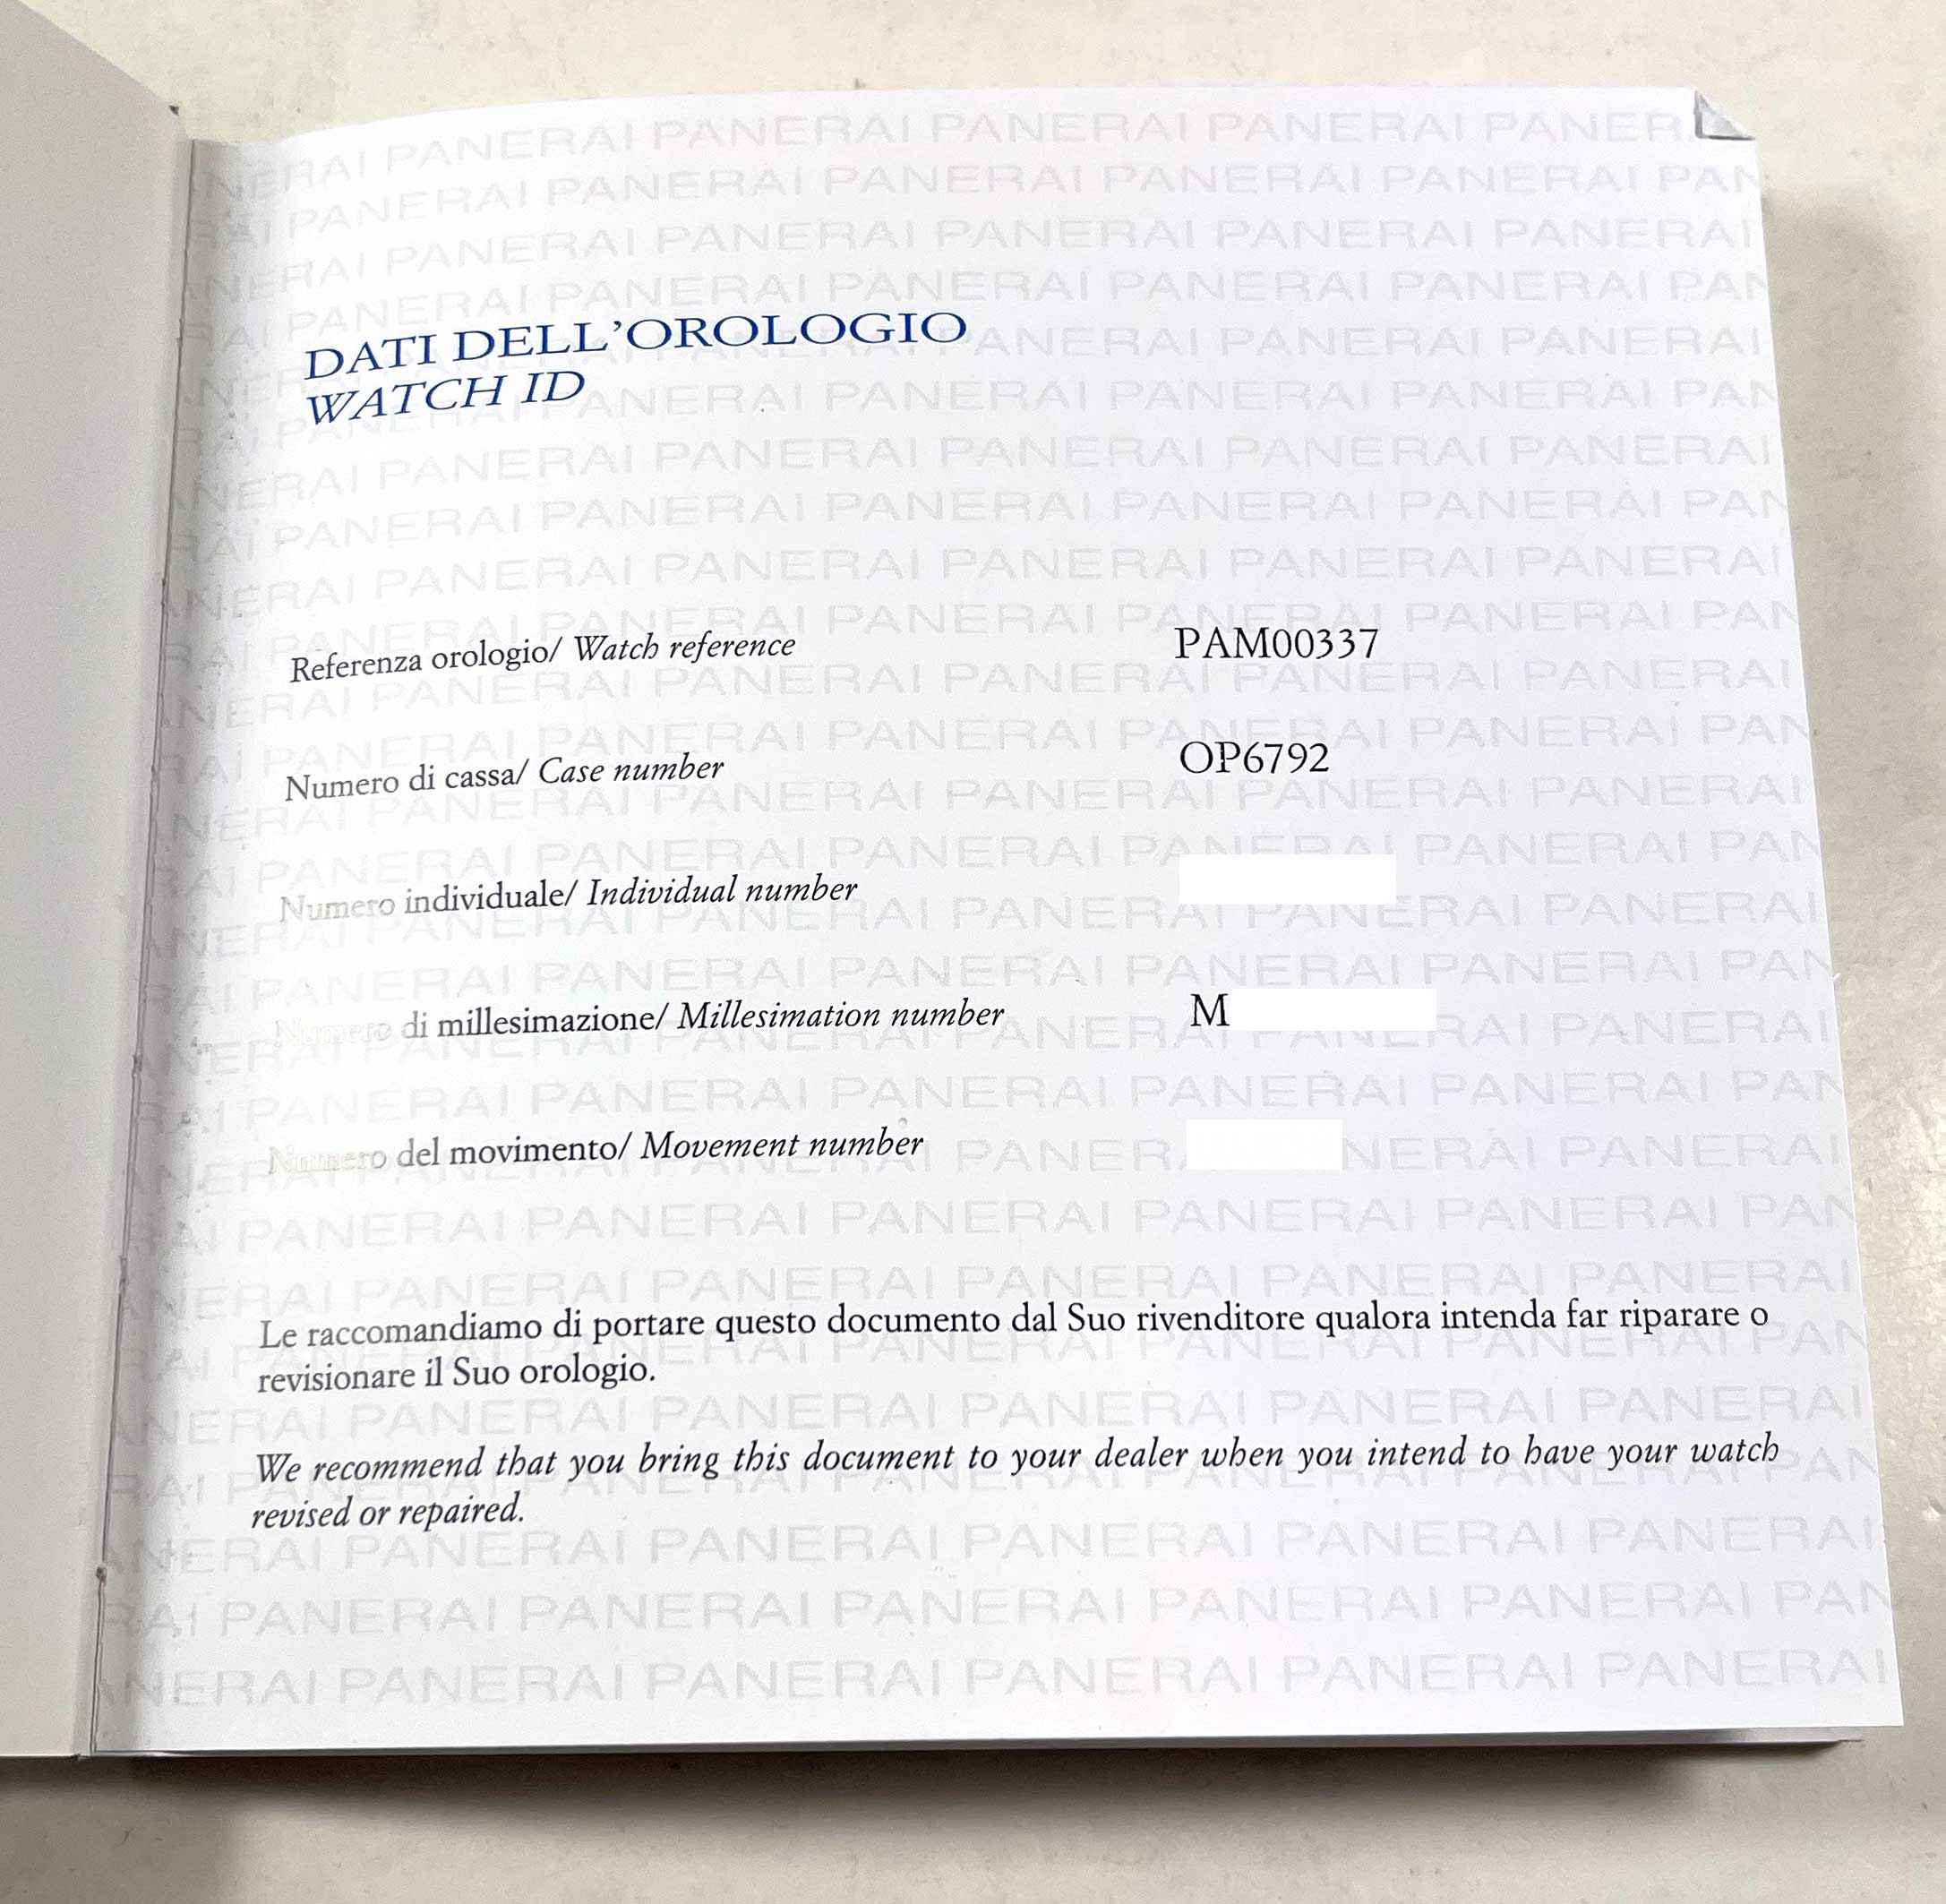 DATI DELL'OROLOGIO
WATCH ID
Referenza orologio/ Watch reference PAM00337
Numero di cassa/ Case number OP6792
Numero individuale/ Individual number
Numero di millesimazione/ Millesimation number M
Numero del movimento/ Movement number
Le raccomandiamo di portare questo documento dal Suo rivenditore qualora intenda far riparare o
revisionare il Suo orologio.
We recommend that you bring this document to your dealer when you intend to have your watch
revised or repaired.